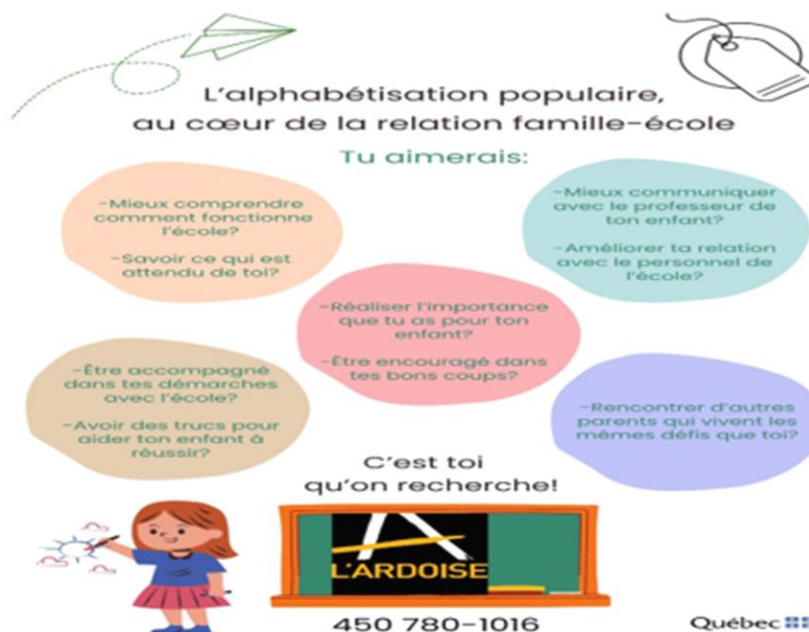 L'alphabétisation populaire,
au cœur de la relation famille-école
Tu aimerais:
-Mieux comprendre
comment fonctionne
l'école?
-Savoir ce qui est
attendu de toi?
-Mieux communiquer
avec le professeur de
ton enfant?
-Améliorer ta relation
avec le personnel de
l'école?
-Réaliser l'importance
que tu as pour ton
enfant?
-Être encouragé dans
tes bons coups?
-Être accompagné
dans tes démarches
avec l'école?
-Avoir des trucs pour
aider ton enfant à
réussir?
-Rencontrer d'autres
parents qui vivent les
mêmes défis que toi?
C'est toi
qu'on recherche!
L'ARDOISE
450 780-1016
Québec